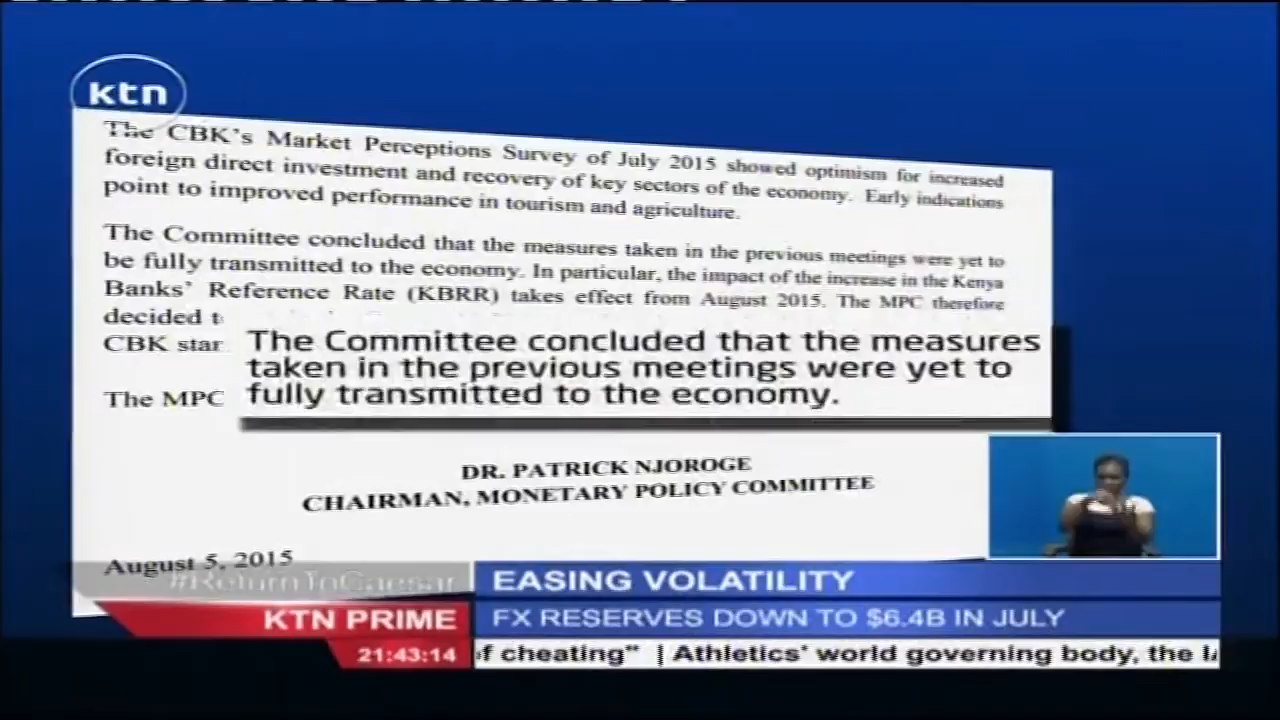 ktn
The CBK's Market Perceptions Survey of July 2015 showed optimism for increased
foreign direct investment and recovery of key sectors of the economy. Early indications
point to improved performance in tourism and agriculture.
The Committee concluded that the measures taken in the previous meetings were yet to
be fully transmitted to the economy. In particular, the impact of the increase in the Kenya
Banks' Reference Rate (KBRR) takes effect from August 2015. The MPC therefore
decided t
CBK star
The Committee concluded that the measures
taken in the previous meetings were yet to
fully transmitted to the economy.
The MPC
DR. PATRICK NJOROGE
CHAIRMAN, MONETARY POLICY COMMITTEE
August 5, 2015
#ReturnToCaesar
EASING VOLATILITY
KTN PRIME
FX RESERVES DOWN TO $6.4B IN JULY
21:43:14
f cheating" | Athletics' world governing body, the I